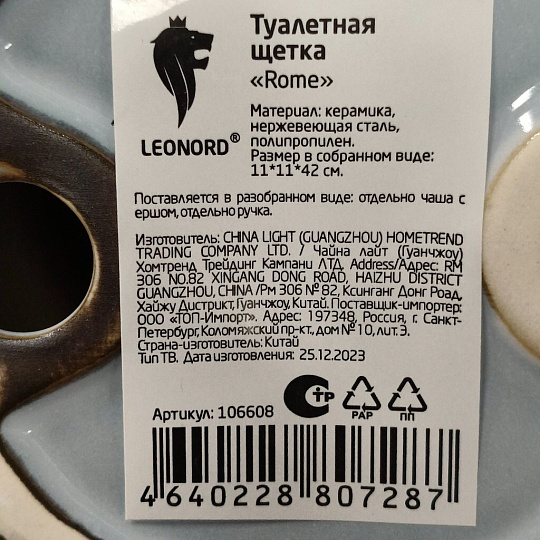 Туалетная
щетка
«Rome»
LEONORD®
Материал: керамика,
нержевеющая сталь,
полипропилен.
Размер в собранном виде:
11*11*42 см.
Поставляется в разобранном виде: отдельно чаша с
ершом, отдельно ручка.
Изготовитель: CHINA LIGHT (GUANGZHOU) HOMETREND
TRADING COMPANY LTD. / Чайна лайт (Гуанчжоу)
Хомтренд Трейдинг Кампани ЛТД. Address/Адрес: RM
306 NO.82 XINGANG DONG ROAD, HAIZHU DISTRICT
GUANGZHOU, CHINA /Рм 306 № 82, Ксинганг Донг Роад,
Хайжу Дистрикт, Гуанчжоу, Китай. Поставщик-импортер:
ООО «ТОП-Импорт». Адрес: 197348, Россия, г. Санкт-
Петербург, Коломяжский пр-кт., дом № 10, лит. З.
Страна-изготовитель: Китай
Тип ТВ. Дата изготовления: 25.12.2023
Артикул: 106608
СТР
PAP
ПП
4 640228 807287